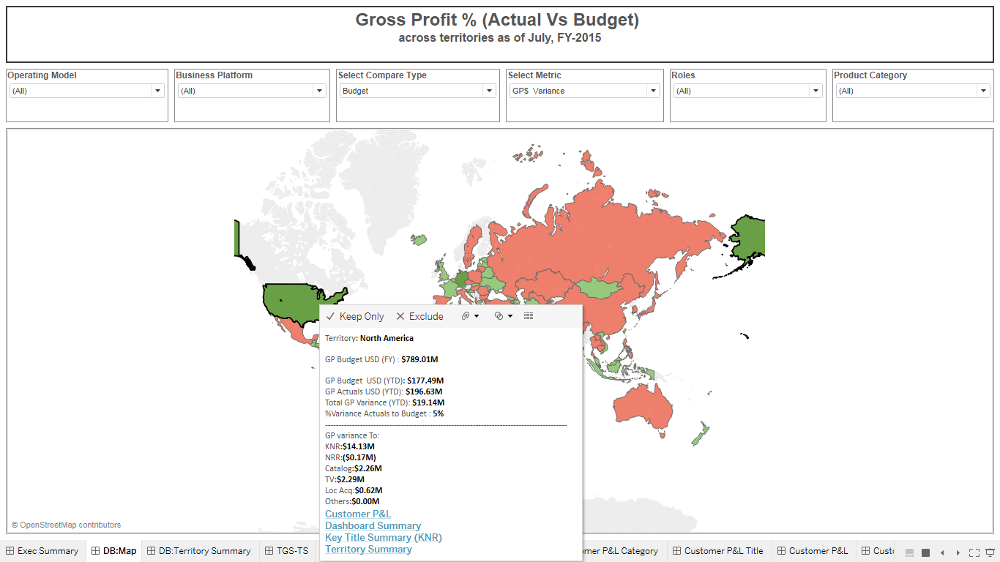 Gross Profit % (Actual Vs Budget)
across territories as of July, FY-2015
Operating Model
Business Platform
Select Compare Type
Select Metric
Roles
Product Category
(All)
(All)
Budget
GP$ Variance
(All)
(All)
Keep Only
Exclude
Territory: North America
GP Budget USD (FY) : $789.01M
GP Budget USD (YTD): $177.49M
GP Actuals USD (YTD): $196.63M
Total GP Variance (YTD): $19.14M
%Variance Actuals to Budget : 5%
GP variance To:
KNR:$14.13M
NRR:($0.17M)
Catalog:$2.26M
TV:$2.29M
Loc Acq:$0.62M
Others:$0.00M
Customer P&L
Dashboard Summary
Key Title Summary (KNR)
Territory Summary
© OpenStreetMap contributors
Exec Summary
DB:Map
DB:Territory Summary
TGS-TS
omer P&L Category
Customer P&L Title
Customer P&L
Custo